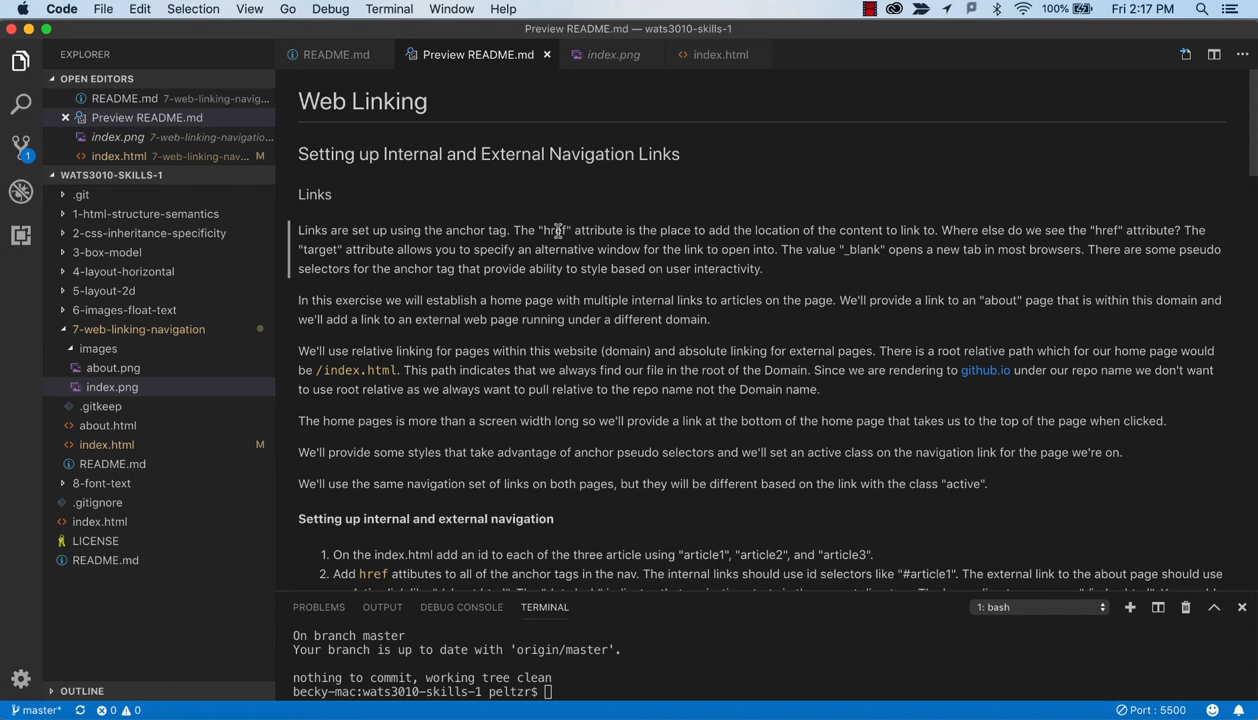 Code File Edit Selection View Go Debug Terminal Window Help 100% Fri 2:17 PM
Preview README.md — wats3010-skills-1
EXPLORER
README.md Preview README.md index.png index.html
OPEN EDITORS
README.md 7-web-linking-navig...
Preview README.md
index.png 7-web-linking-navigatio...
index.html 7-web-linking-nav... M
WATS3010-SKILLS-1
.git
1-html-structure-semantics
2-css-inheritance-specificity
3-box-model
4-layout-horizontal
5-layout-2d
6-images-float-text
7-web-linking-navigation
images
about.png
index.png
.gitkeep
about.html
index.html M
README.md
8-font-text
.gitignore
index.html
LICENSE
README.md
OUTLINE
1
Web Linking
Setting up Internal and External Navigation Links
Links
Links are set up using the anchor tag. The "href" attribute is the place to add the location of the content to link to. Where else do we see the "href" attribute? The
"target" attribute allows you to specify an alternative window for the link to open into. The value "_blank" opens a new tab in most browsers. There are some pseudo
selectors for the anchor tag that provide ability to style based on user interactivity.
In this exercise we will establish a home page with multiple internal links to articles on the page. We'll provide a link to an "about" page that is within this domain and
we'll add a link to an external web page running under a different domain.
We'll use relative linking for pages within this website (domain) and absolute linking for external pages. There is a root relative path which for our home page would
be /index.html. This path indicates that we always find our file in the root of the Domain. Since we are rendering to github.io under our repo name we don't want
to use root relative as we always want to pull relative to the repo name not the Domain name.
The home pages is more than a screen width long so we'll provide a link at the bottom of the home page that takes us to the top of the page when clicked.
We'll provide some styles that take advantage of anchor pseudo selectors and we'll set an active class on the navigation link for the page we're on.
We'll use the same navigation set of links on both pages, but they will be different based on the link with the class "active".
Setting up internal and external navigation
1. On the index.html add an id to each of the three article using "article1", "article2", and "article3".
2. Add href attibutes to all of the anchor tags in the nav. The internal links should use id selectors like "#article1". The external link to the about page should use
PROBLEMS OUTPUT DEBUG CONSOLE TERMINAL 1: bash
On branch master
Your branch is up to date with 'origin/master'.
nothing to commit, working tree clean
becky-mac:wats3010-skills-1 peltzr$
master* 0 0 Port : 5500